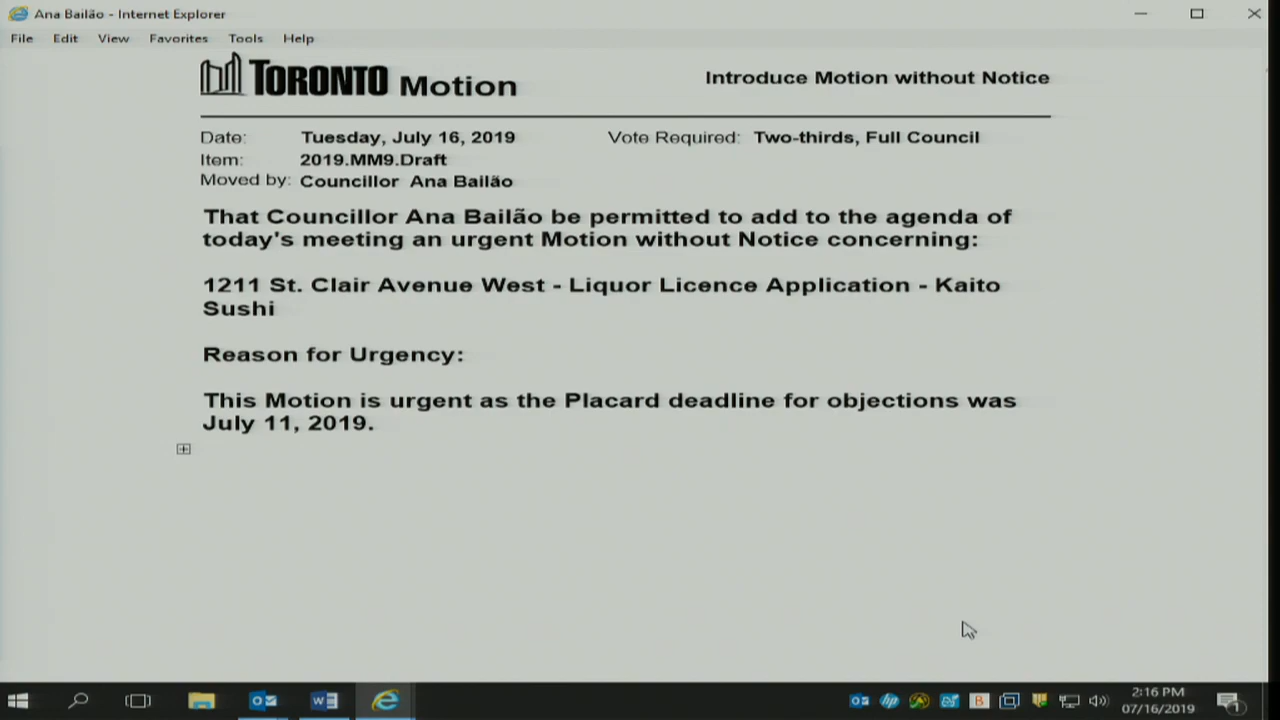 Ana Bailão - Internet Explorer
File Edit View Favorites Tools Help
TORONTO Motion
Introduce Motion without Notice
Date: Tuesday, July 16, 2019
Vote Required: Two-thirds, Full Council
Item: 2019.MM9.Draft
Moved by: Councillor Ana Bailão
That Councillor Ana Bailão be permitted to add to the agenda of
today's meeting an urgent Motion without Notice concerning:
1211 St. Clair Avenue West - Liquor Licence Application - Kaito
Sushi
Reason for Urgency:
This Motion is urgent as the Placard deadline for objections was
July 11, 2019.
2:16 PM
07/16/2019